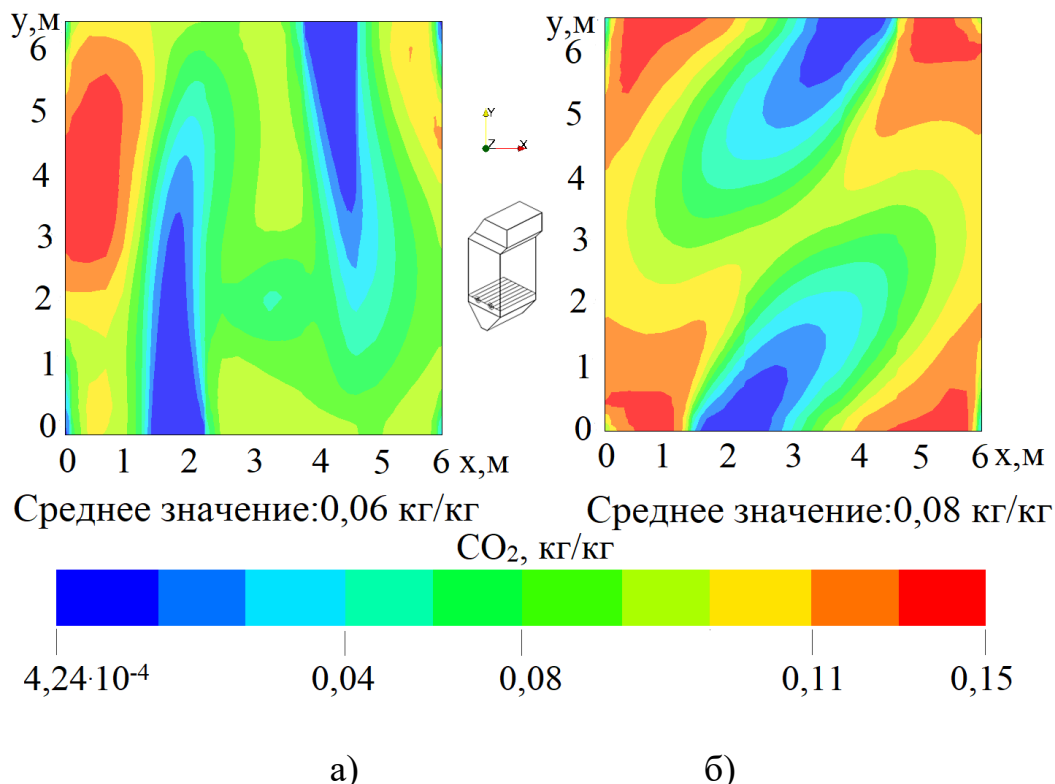 y,м
6
5
4
3
2
1
0
0 1 2 3 4 5 6 x,м
Среднее значение:0,06 кг/кг
Y
Z X
y,м
6
5
4
3
2
1
0
0 1 2 3 4 5 6 x,м
Среднее значение:0,08 кг/кг
CO₂, кг/кг
4,24·10⁻⁴ 0,04 0,08 0,11 0,15
а) б)